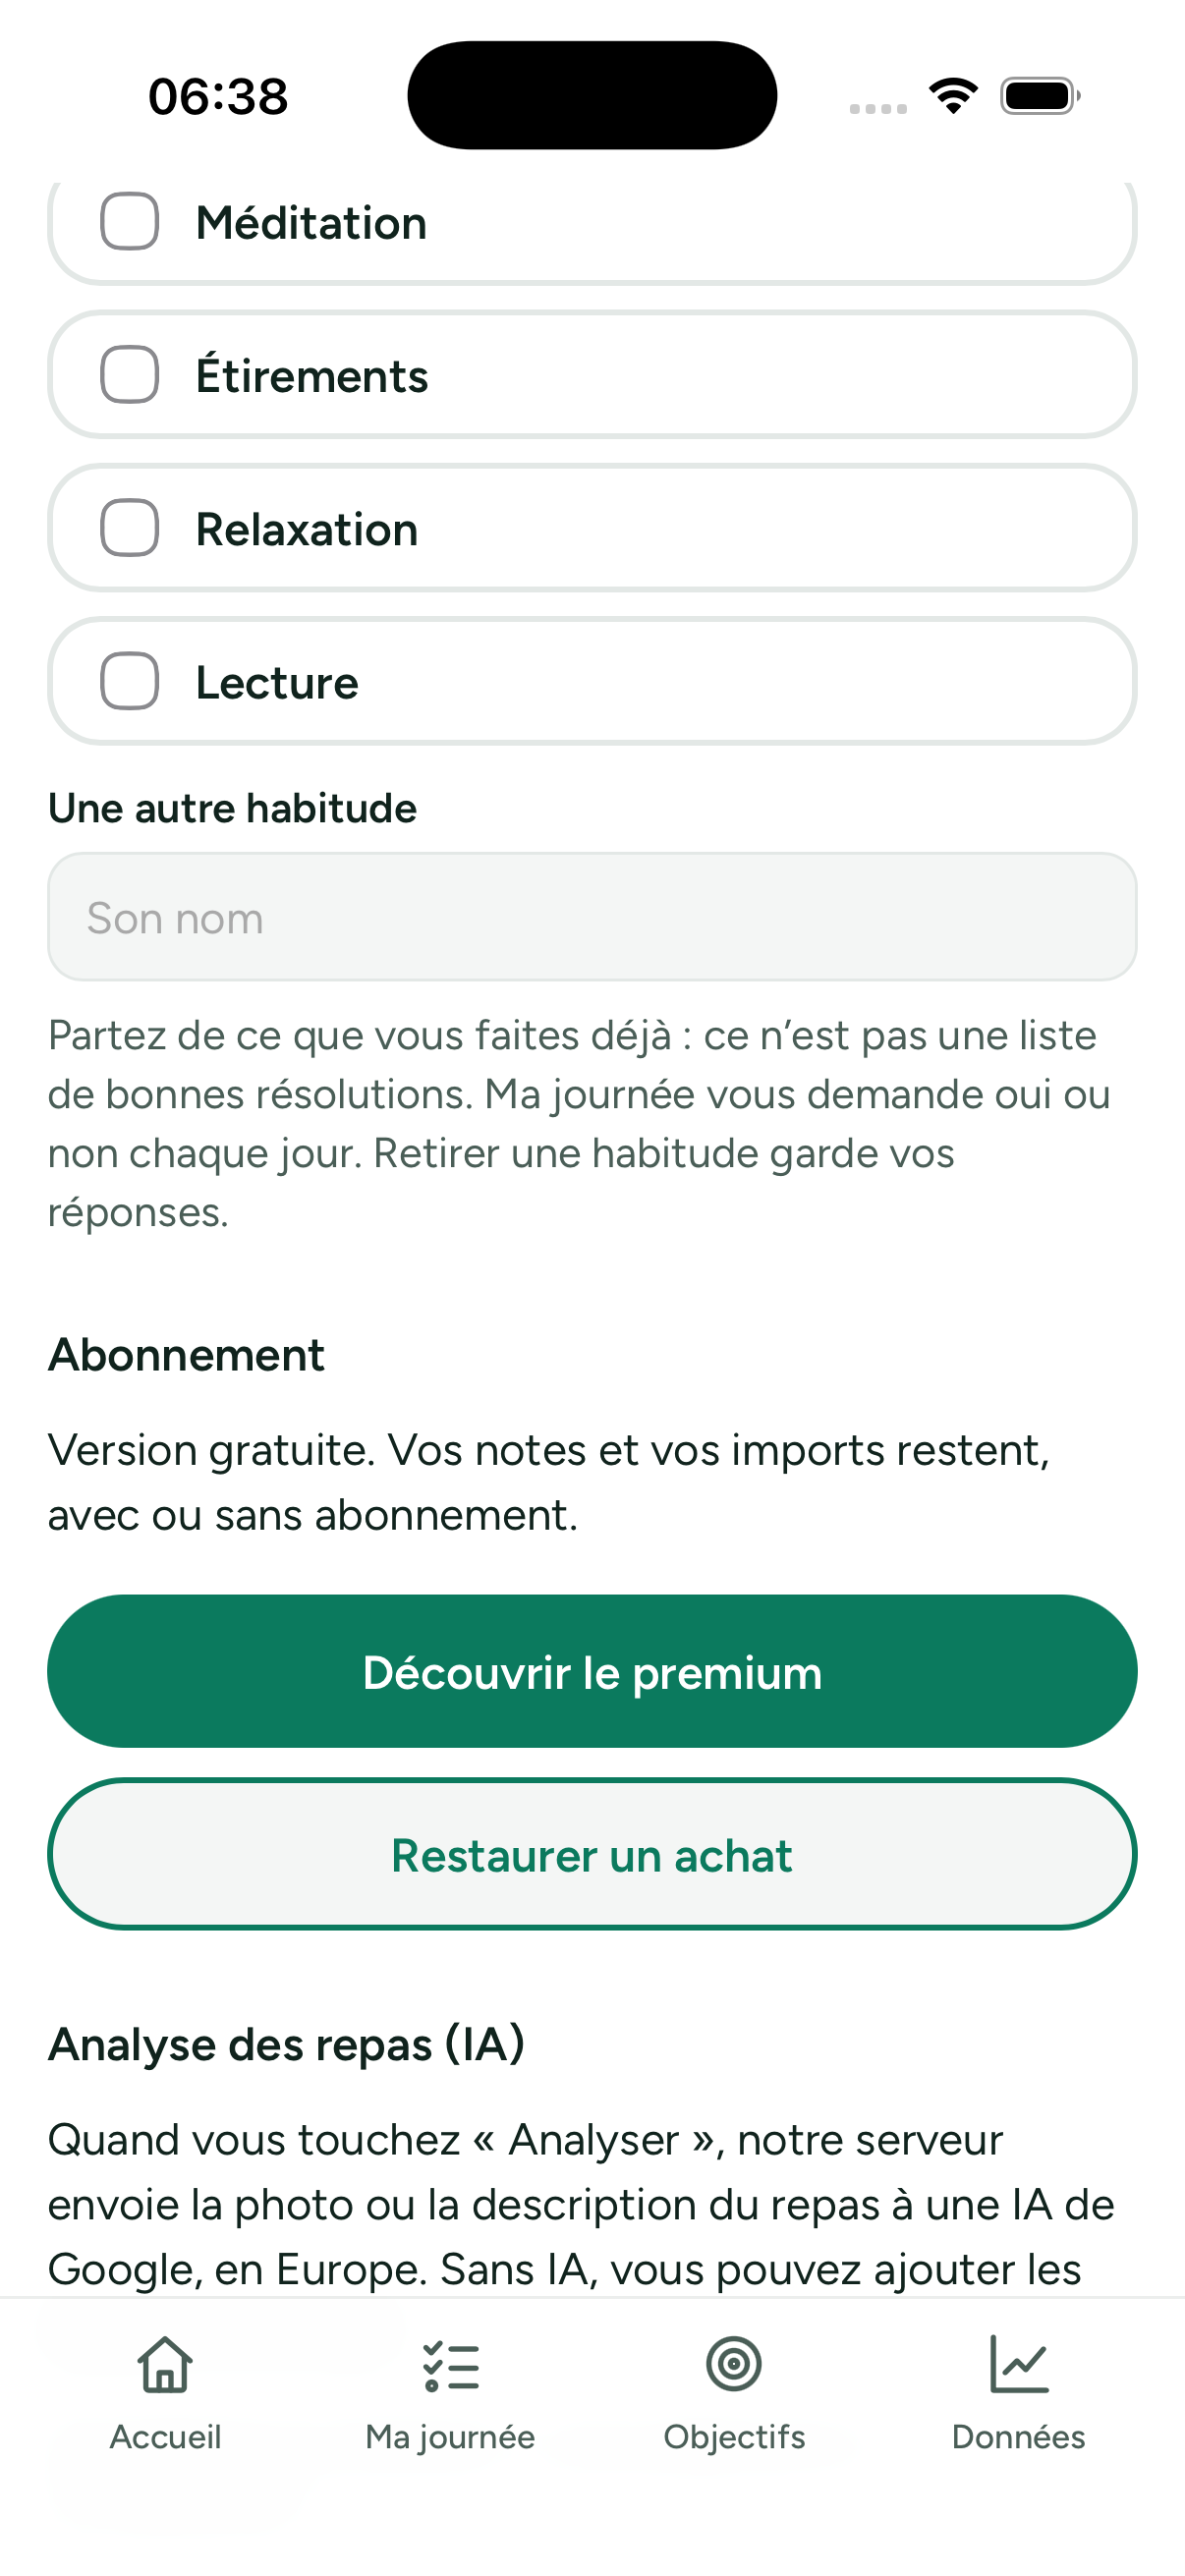 06:38
Méditation
Étirements
Relaxation
Lecture
Une autre habitude
Son nom
Partez de ce que vous faites déjà : ce n’est pas une liste
de bonnes résolutions. Ma journée vous demande oui ou
non chaque jour. Retirer une habitude garde vos
réponses.
Abonnement
Version gratuite. Vos notes et vos imports restent,
avec ou sans abonnement.
Découvrir le premium
Restaurer un achat
Analyse des repas (IA)
Quand vous touchez « Analyser », notre serveur
envoie la photo ou la description du repas à une IA de
Google, en Europe. Sans IA, vous pouvez ajouter les
Accueil
Ma journée
Objectifs
Données